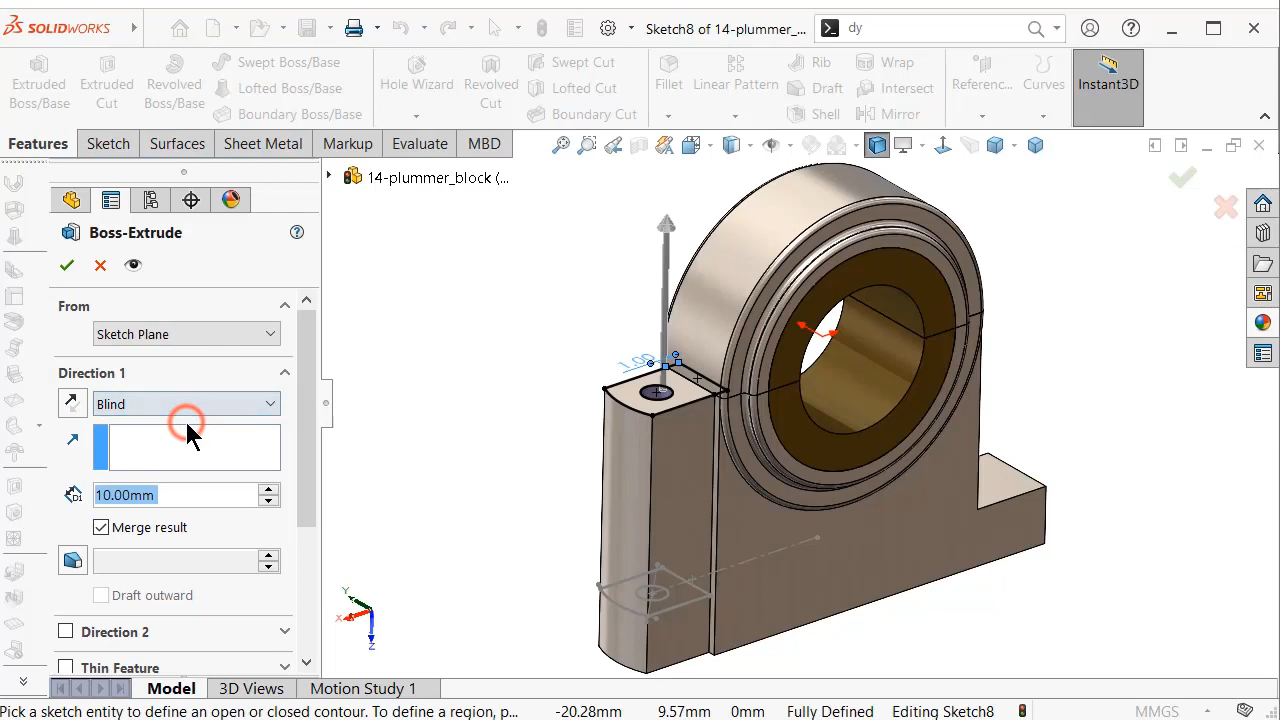 SOLIDWORKS
Sketch8 of 14-plummer_...
dy
Extruded Boss/Base
Extruded Cut
Revolved Boss/Base
Swept Boss/Base
Lofted Boss/Base
Boundary Boss/Base
Hole Wizard
Revolved Cut
Swept Cut
Lofted Cut
Boundary Cut
Fillet
Linear Pattern
Rib
Draft
Shell
Wrap
Intersect
Mirror
Referenc...
Curves
Instant3D
Features
Sketch
Surfaces
Sheet Metal
Markup
Evaluate
MBD
14-plummer_block (...
Boss-Extrude
From
Sketch Plane
Direction 1
Blind
D1
10.00mm
Merge result
Draft outward
Direction 2
Thin Feature
1.00
Y
X
Z
Model
3D Views
Motion Study 1
Pick a sketch entity to define an open or closed contour. To define a region, p...
-20.28mm
9.57mm
0mm
Fully Defined
Editing Sketch8
MMGS